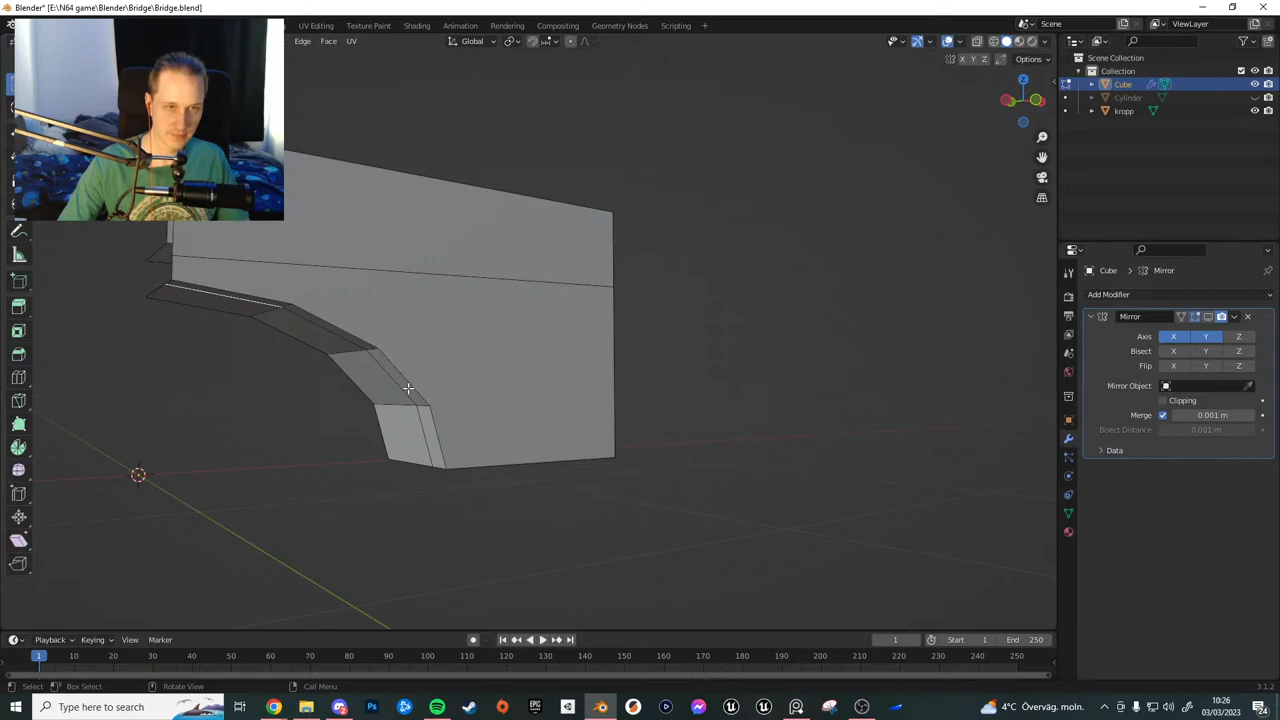 Blender* [E:\N64 game\Blender\Bridge\Bridge.blend]
UV Editing Texture Paint Shading Animation Rendering Compositing Geometry Nodes Scripting
Scene ViewLayer
Edge Face UV Global
X Y Z Options
Scene Collection
Collection
Cube
Cylinder
kropp
Cube Mirror
Add Modifier
Mirror
Axis X Y Z
Bisect X Y Z
Flip X Y Z
Mirror Object
Clipping
Merge 0.001 m
Bisect Distance 0.001 m
Data
Playback Keying View Marker 1 Start 1 End 250
1 10 20 30 40 50 60 70 80 90 100 110 120 130 140 150 160 170 180 190 200 210 220 230 240 250
Select Box Select Rotate View Call Menu 3.1.2
Type here to search
4°C Överväg. moln.
10:26
03/03/2023